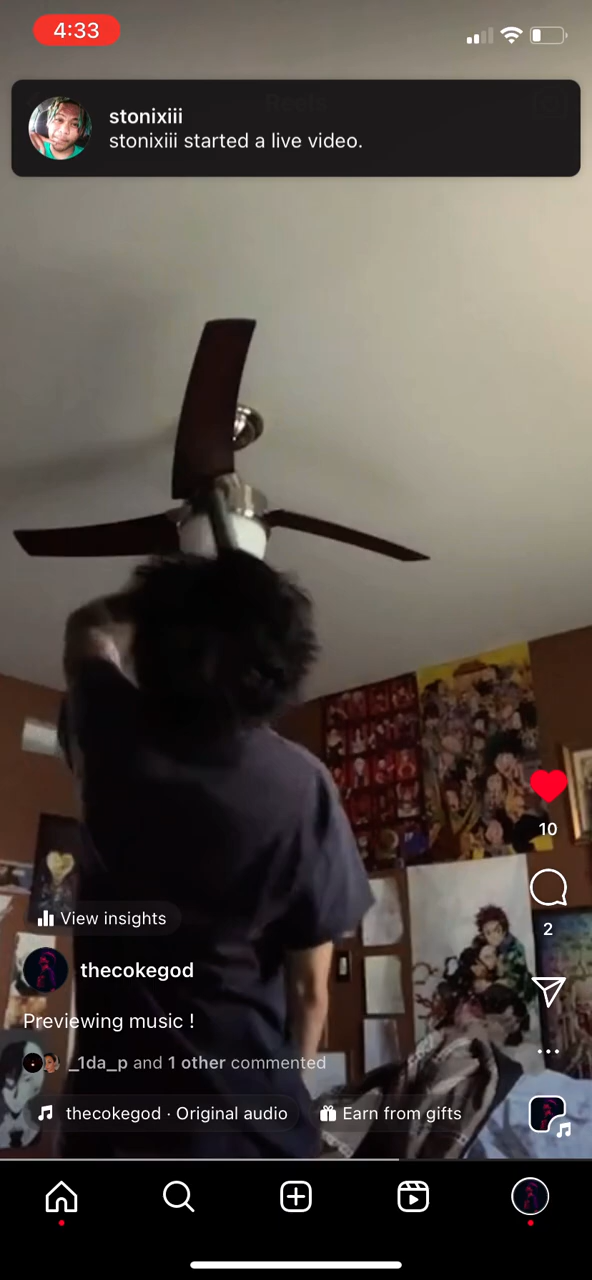 4:33
Reels
stonixiii
stonixiii started a live video.
10
2
View insights
thecokegod
Previewing music !
_1da_p and 1 other commented
thecokegod · Original audio
Earn from gifts